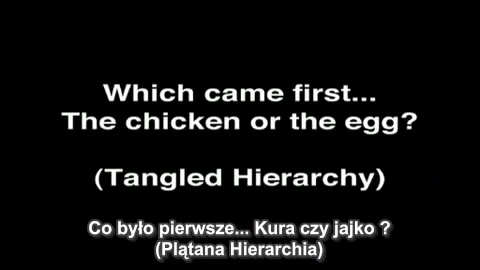 Which came first...
The chicken or the egg?
(Tangled Hierarchy)
Co było pierwsze... Kura czy jajko ?
(Plątana Hierarchia)